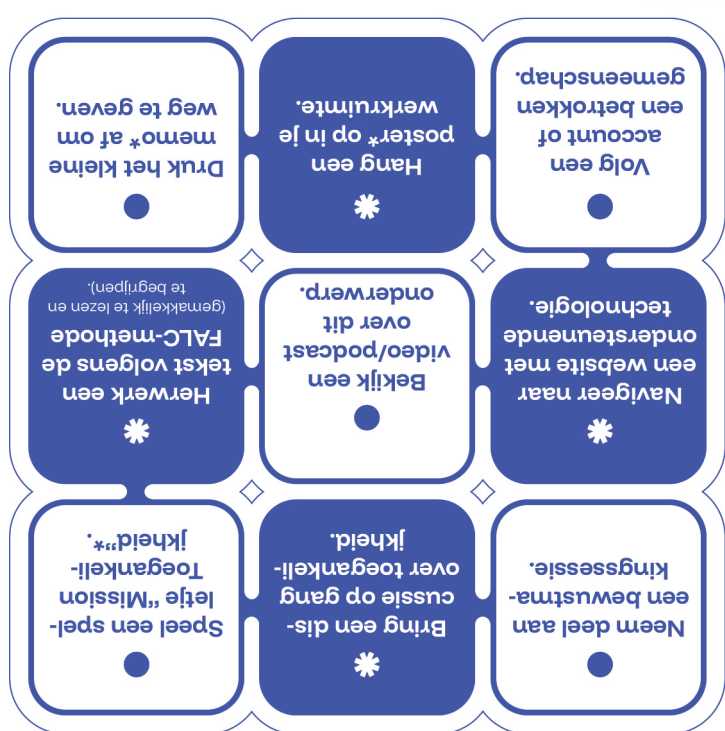 Neem deel aan
een bewustma-
kingssessie.
Bring een dis-
cussie op gang
over toegankeli-
jkheid.
Speel een spel-
letje “Mission
Toegankeli-
jkheid”*.
Navigeer naar
een website met
ondersteunende
technologie.
Bekijk een
video/podcast
over dit
onderwerp.
Herwerk een
tekst volgens de
FALC-methode
(gemakkelijk te lezen en
te begrijpen).
Volg een
account of
een betrokken
gemeenschap.
Hang een
poster* op in je
werkruimte.
Druk het kleine
memo* af om
weg te geven.